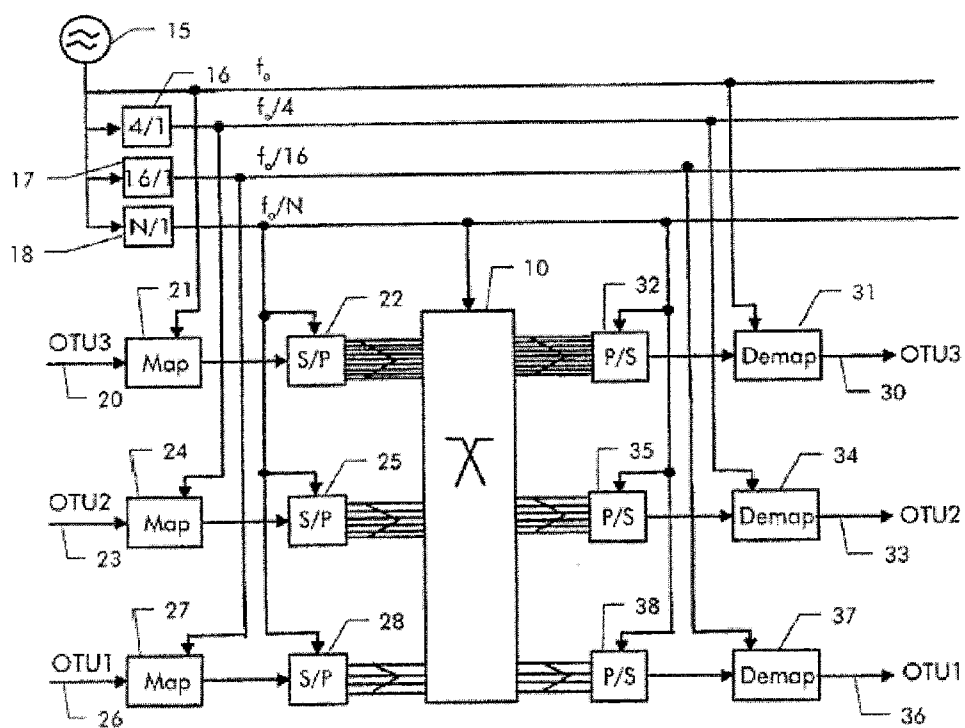 15
16
f₀
f₀/4
4/1
17
16/1
f₀/16
18
N/1
f₀/N
21
22
10
32
31
OTU3
Map
S/P
P/S
Demap
OTU3
20
30
24
25
35
34
OTU2
Map
S/P
P/S
Demap
OTU2
23
33
27
28
38
37
OTU1
Map
S/P
P/S
Demap
OTU1
26
36